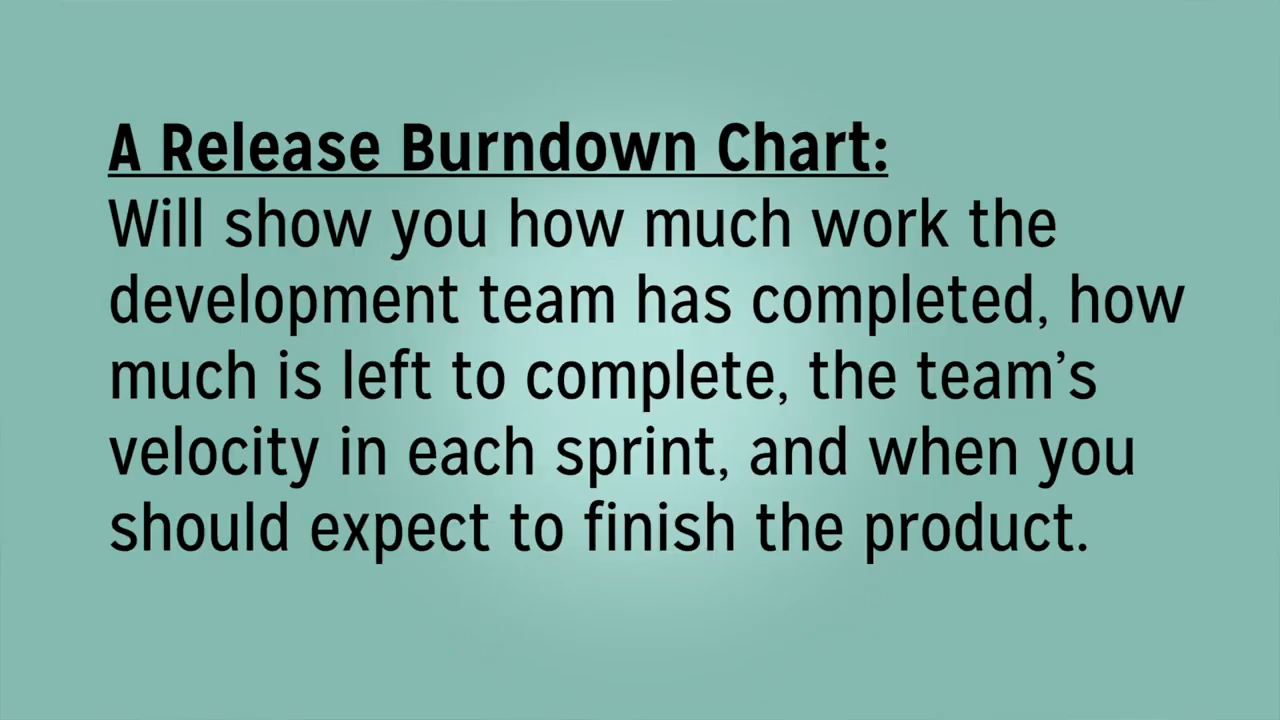 A Release Burndown Chart:
Will show you how much work the
development team has completed, how
much is left to complete, the team’s
velocity in each sprint, and when you
should expect to finish the product.